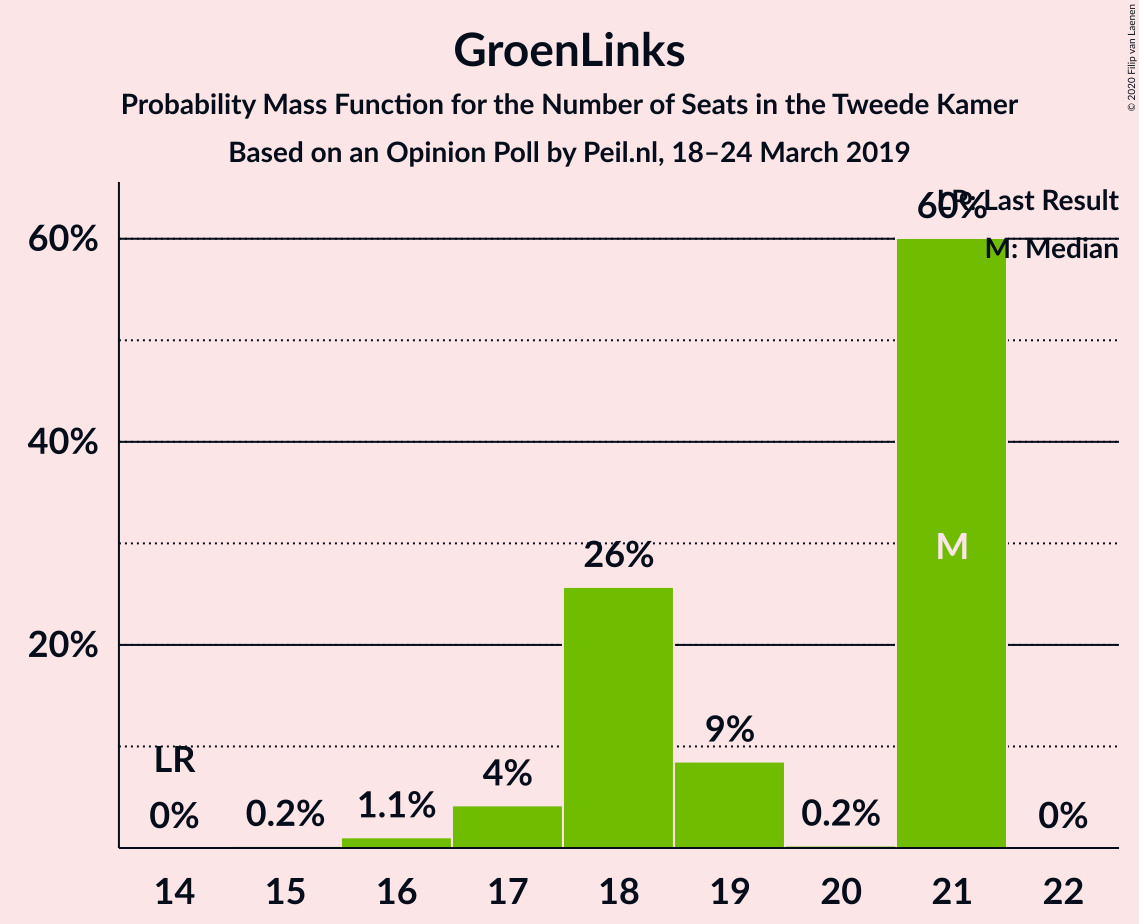 GroenLinks
Probability Mass Function for the Number of Seats in the Tweede Kamer
Based on an Opinion Poll by Peil.nl, 18–24 March 2019
© 2020 Filip van Laenen
LR: Last Result
M: Median
60%
40%
20%
LR
0%
0.2%
1.1%
4%
26%
9%
0.2%
60%
M
0%
14 15 16 17 18 19 20 21 22